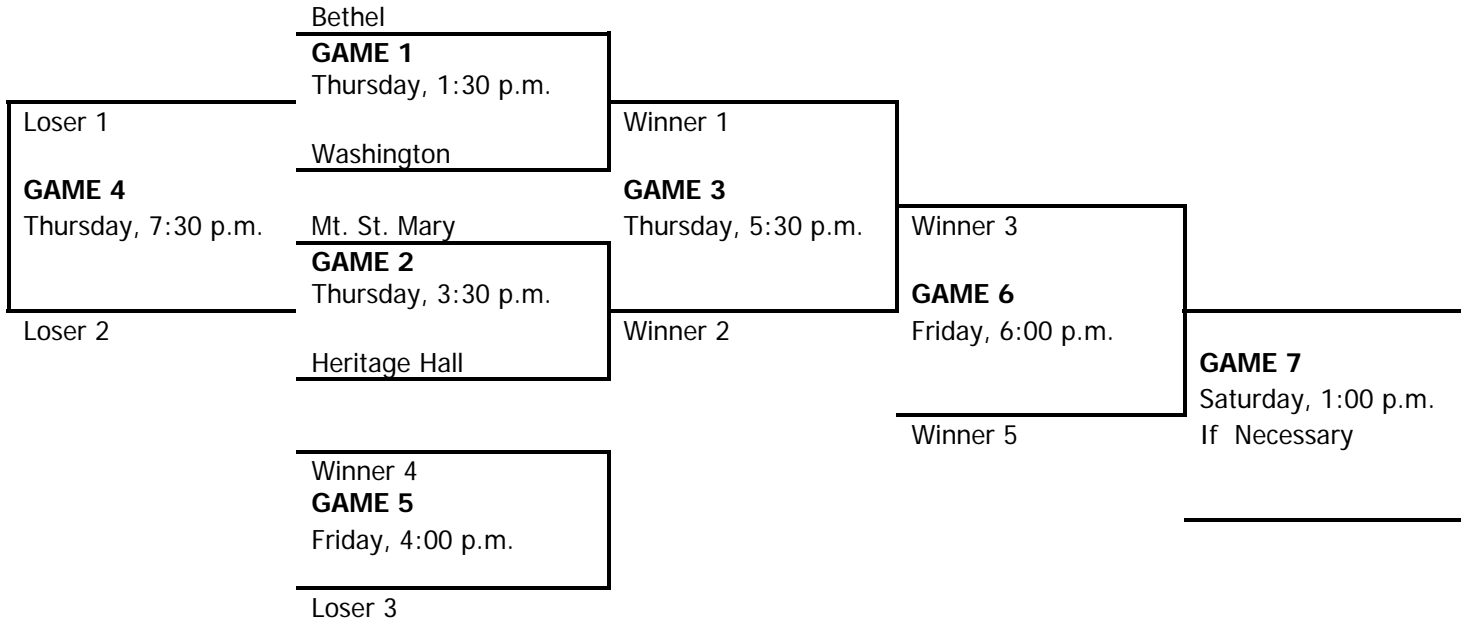 Bethel
GAME 1
Thursday, 1:30 p.m.
Loser 1
Winner 1
Washington
GAME 4
GAME 3
Thursday, 7:30 p.m.
Mt. St. Mary
Thursday, 5:30 p.m.
Winner 3
GAME 2
Thursday, 3:30 p.m.
GAME 6
Loser 2
Winner 2
Friday, 6:00 p.m.
Heritage Hall
GAME 7
Saturday, 1:00 p.m.
Winner 5
If Necessary
Winner 4
GAME 5
Friday, 4:00 p.m.
Loser 3